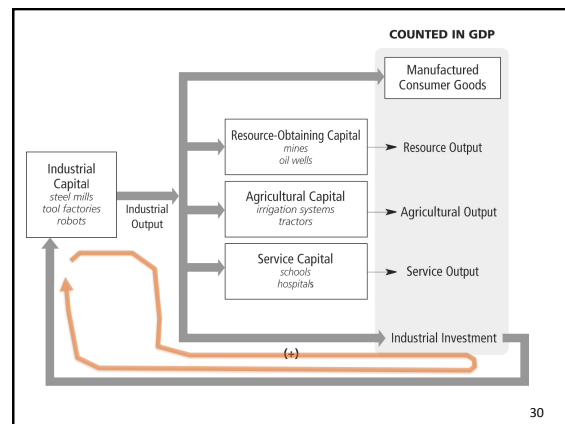 COUNTED IN GDP
Manufactured
Consumer Goods
Resource-Obtaining Capital
mines
oil wells
Resource Output
Industrial
Capital
steel mills
tool factories
robots
Industrial
Output
Agricultural Capital
irrigation systems
tractors
Agricultural Output
Service Capital
schools
hospitals
Service Output
Industrial Investment
(+)
30